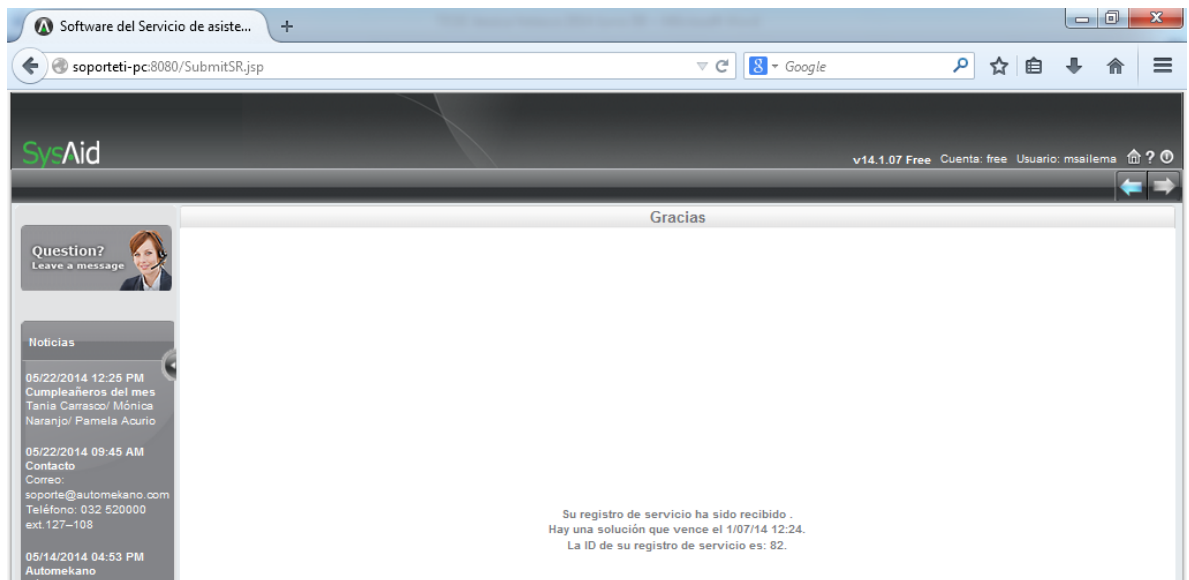 Software del Servicio de asiste...
soporteti-pc:8080/SubmitSR.jsp
Google
SysAid
v14.1.07 Free Cuenta: free Usuario: msailema
Gracias
Question?
Leave a message
Noticias
05/22/2014 12:25 PM
Cumpleañeros del mes
Tania Carrasco/ Mónica
Naranjo/ Pamela Acurio
05/22/2014 09:45 AM
Contacto
Correo:
soporte@automekano.com
Teléfono: 032 520000
ext.127–108
05/14/2014 04:53 PM
Automekano
Su registro de servicio ha sido recibido .
Hay una solución que vence el 1/07/14 12:24.
La ID de su registro de servicio es: 82.